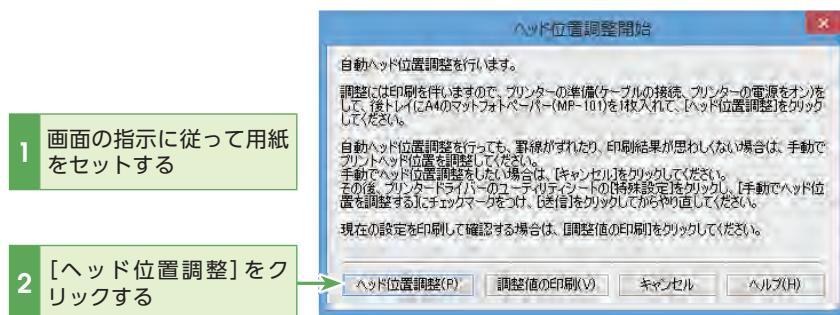 ヘッド位置調整開始
自動ヘッド位置調整を行います。
調整には印刷を伴いますので、プリンターの準備(ケーブルの接続、プリンターの電源をオン)を
して、後トレイにA4のマットフォトペーパー(MP-101)を1枚入れて、[ヘッド位置調整]をクリック
してください。
自動ヘッド位置調整を行っても、罫線がずれたり、印刷結果が思わしくない場合は、手動で
プリントヘッド位置を調整してください。
手動でヘッド位置調整をしたい場合は、[キャンセル]をクリックしてください。
その後、プリンタードライバーのユーティリティシートの[特殊設定]をクリックし、[手動でヘッド位
置を調整する]にチェックマークをつけ、[送信]をクリックしてからやり直してください。
現在の設定を印刷して確認する場合は、[調整値の印刷]をクリックしてください。
ヘッド位置調整(P) 調整値の印刷(V) キャンセル ヘルプ(H)
1 画面の指示に従って用紙
をセットする
2 [ヘッド位置調整]をク
リックする